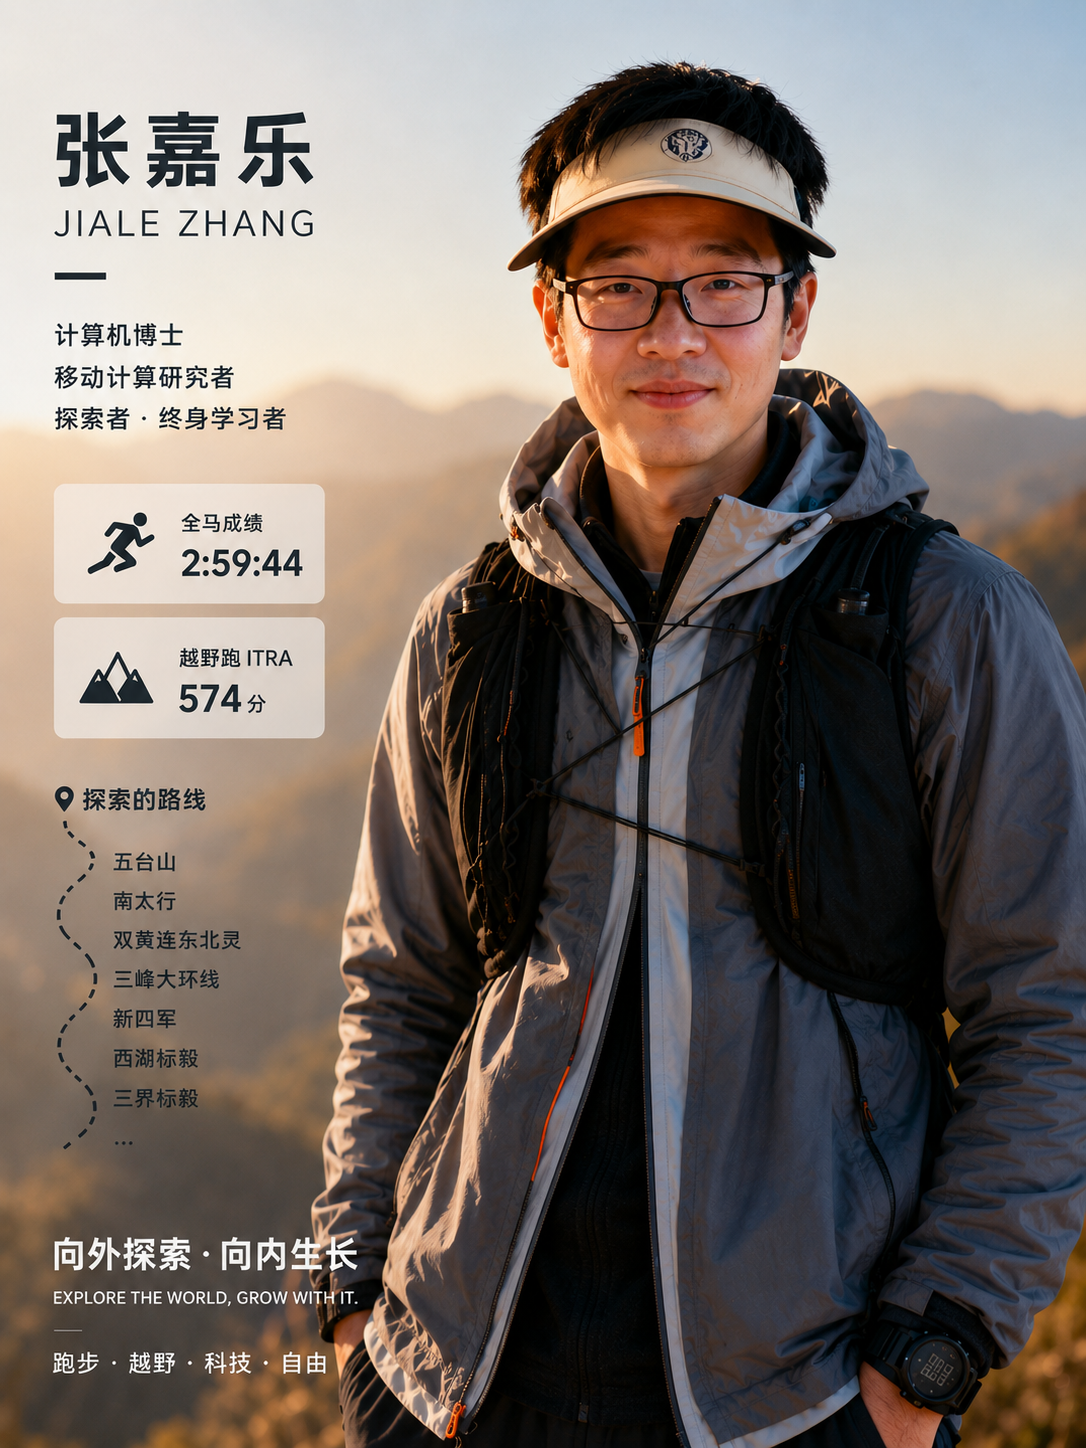 张嘉乐
JIALE ZHANG
计算机博士
移动计算研究者
探索者 · 终身学习者
全马成绩
2:59:44
越野跑 ITRA
574 分
探索的路线
五台山
南太行
双黄连东北灵
三峰大环线
新四军
西湖标毅
三界标毅
...
向外探索 · 向内生长
EXPLORE THE WORLD, GROW WITH IT.
跑步 · 越野 · 科技 · 自由